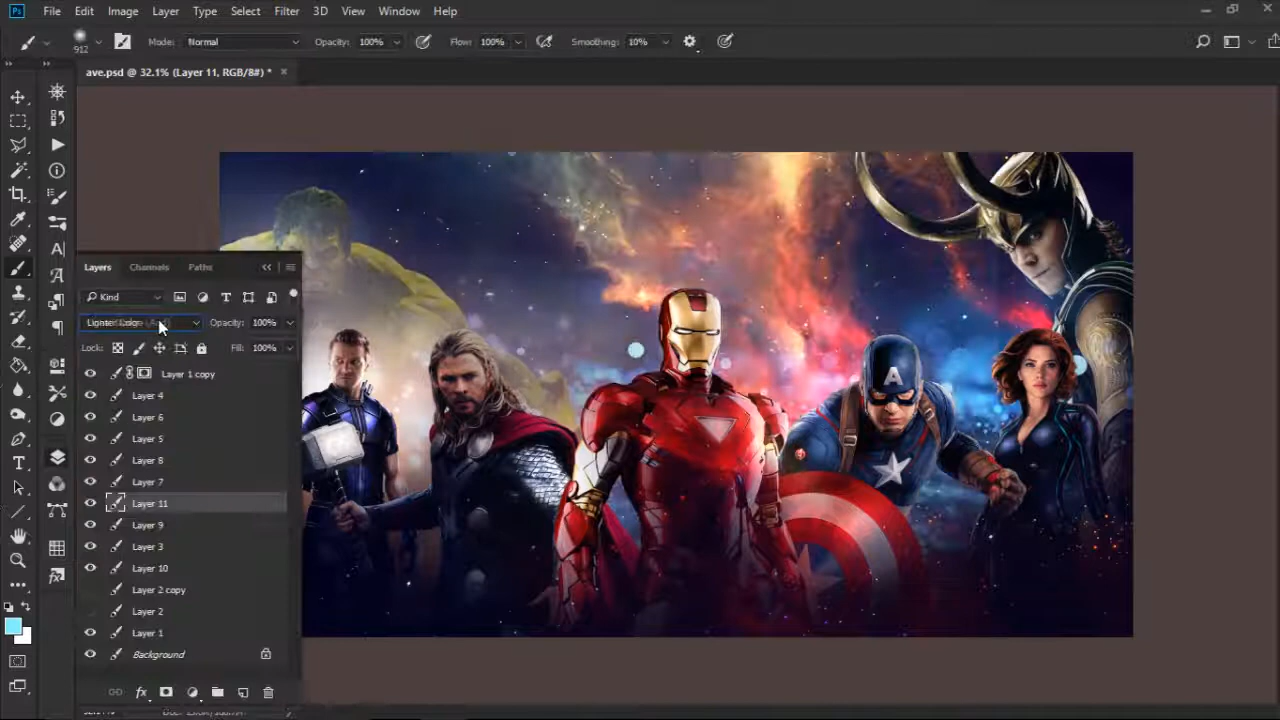 Ps File Edit Image Layer Type Select Filter 3D View Window Help
912 Mode: Normal Opacity: 100% Flow: 100% Smoothing: 10%
ave.psd @ 32.1% (Layer 11, RGB/8#) *
Layers Channels Paths
Kind
Opacity: 100%
Lock: Fill: 100%
Layer 1 copy
Layer 4
Layer 6
Layer 5
Layer 8
Layer 7
Layer 11
Layer 9
Layer 3
Layer 10
Layer 2 copy
Layer 2
Layer 1
Background
fx
A